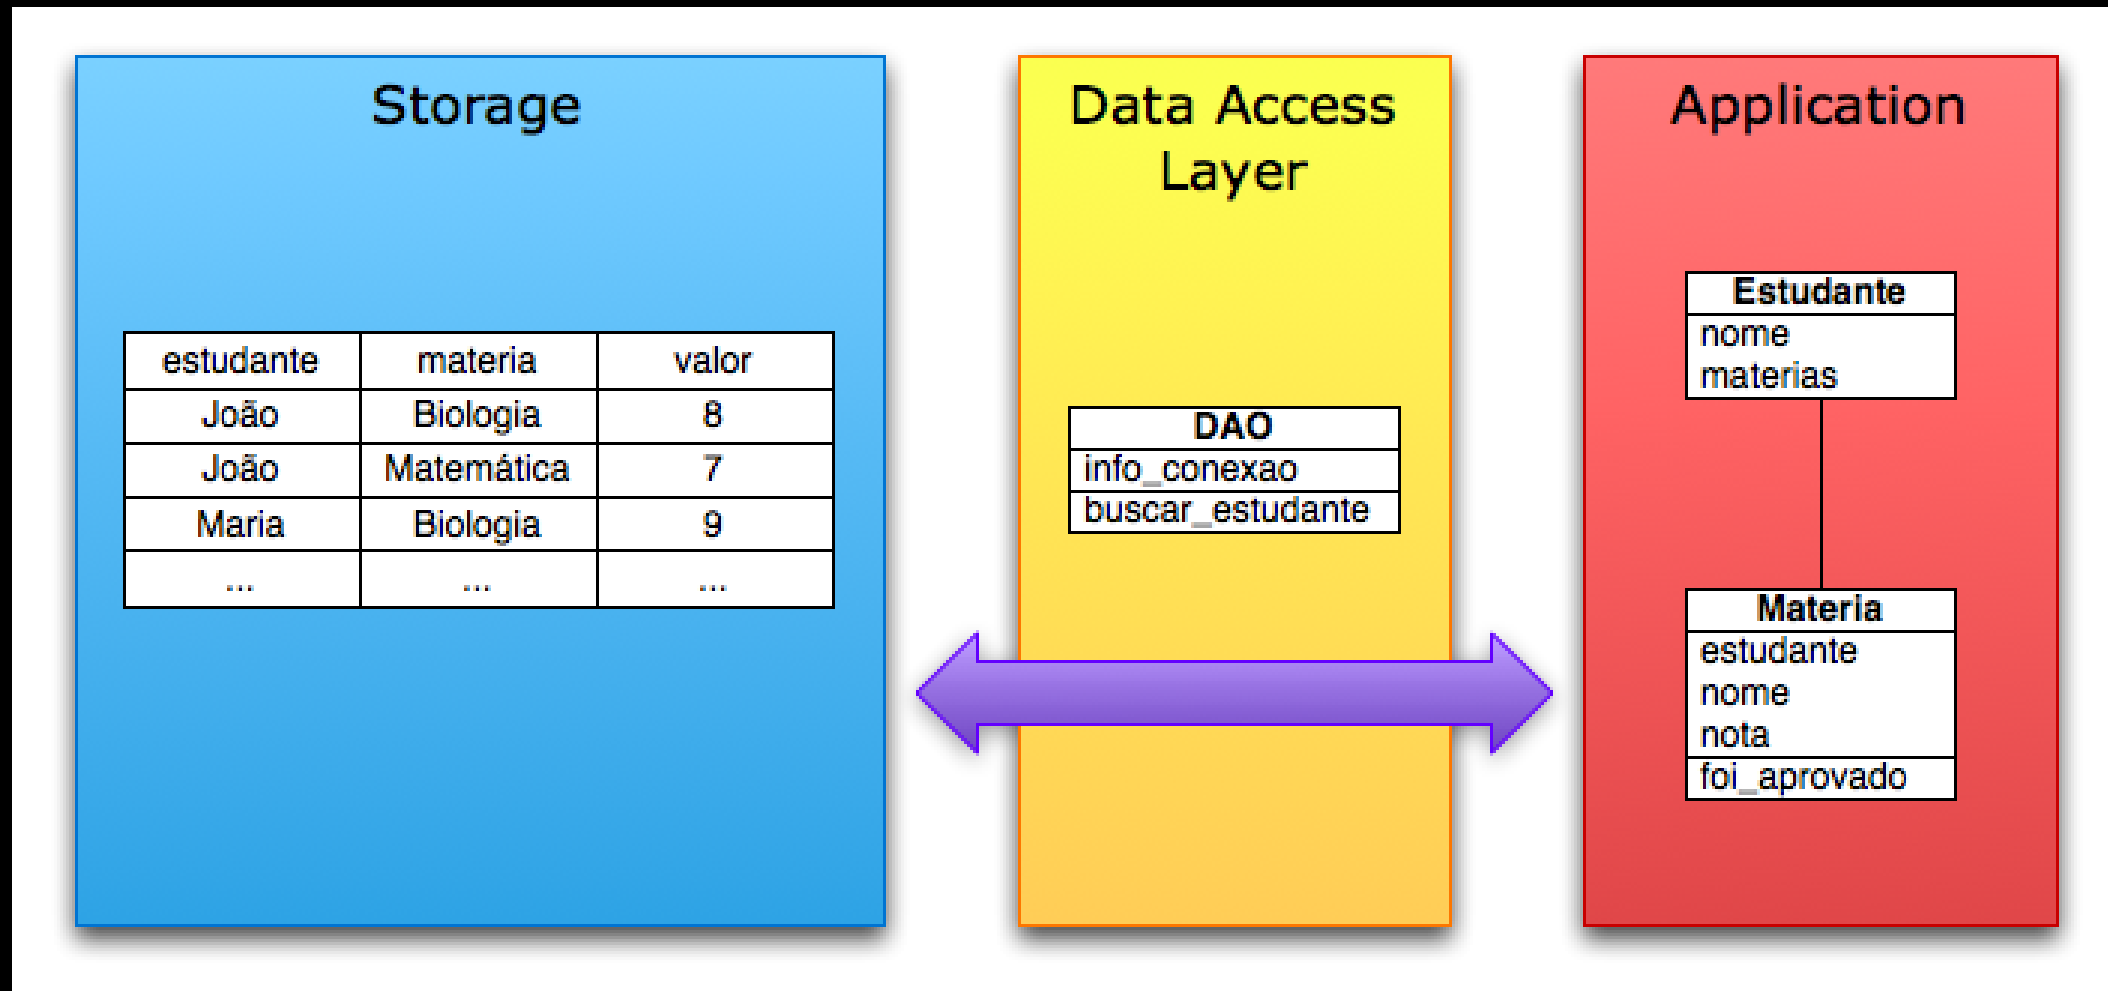 Storage
estudante materia valor
João Biologia 8
João Matemática 7
Maria Biologia 9
... ... ...
Data Access
Layer
DAO
info_conexao
buscar_estudante
Application
Estudante
nome
materias
Materia
estudante
nome
nota
foi_aprovado